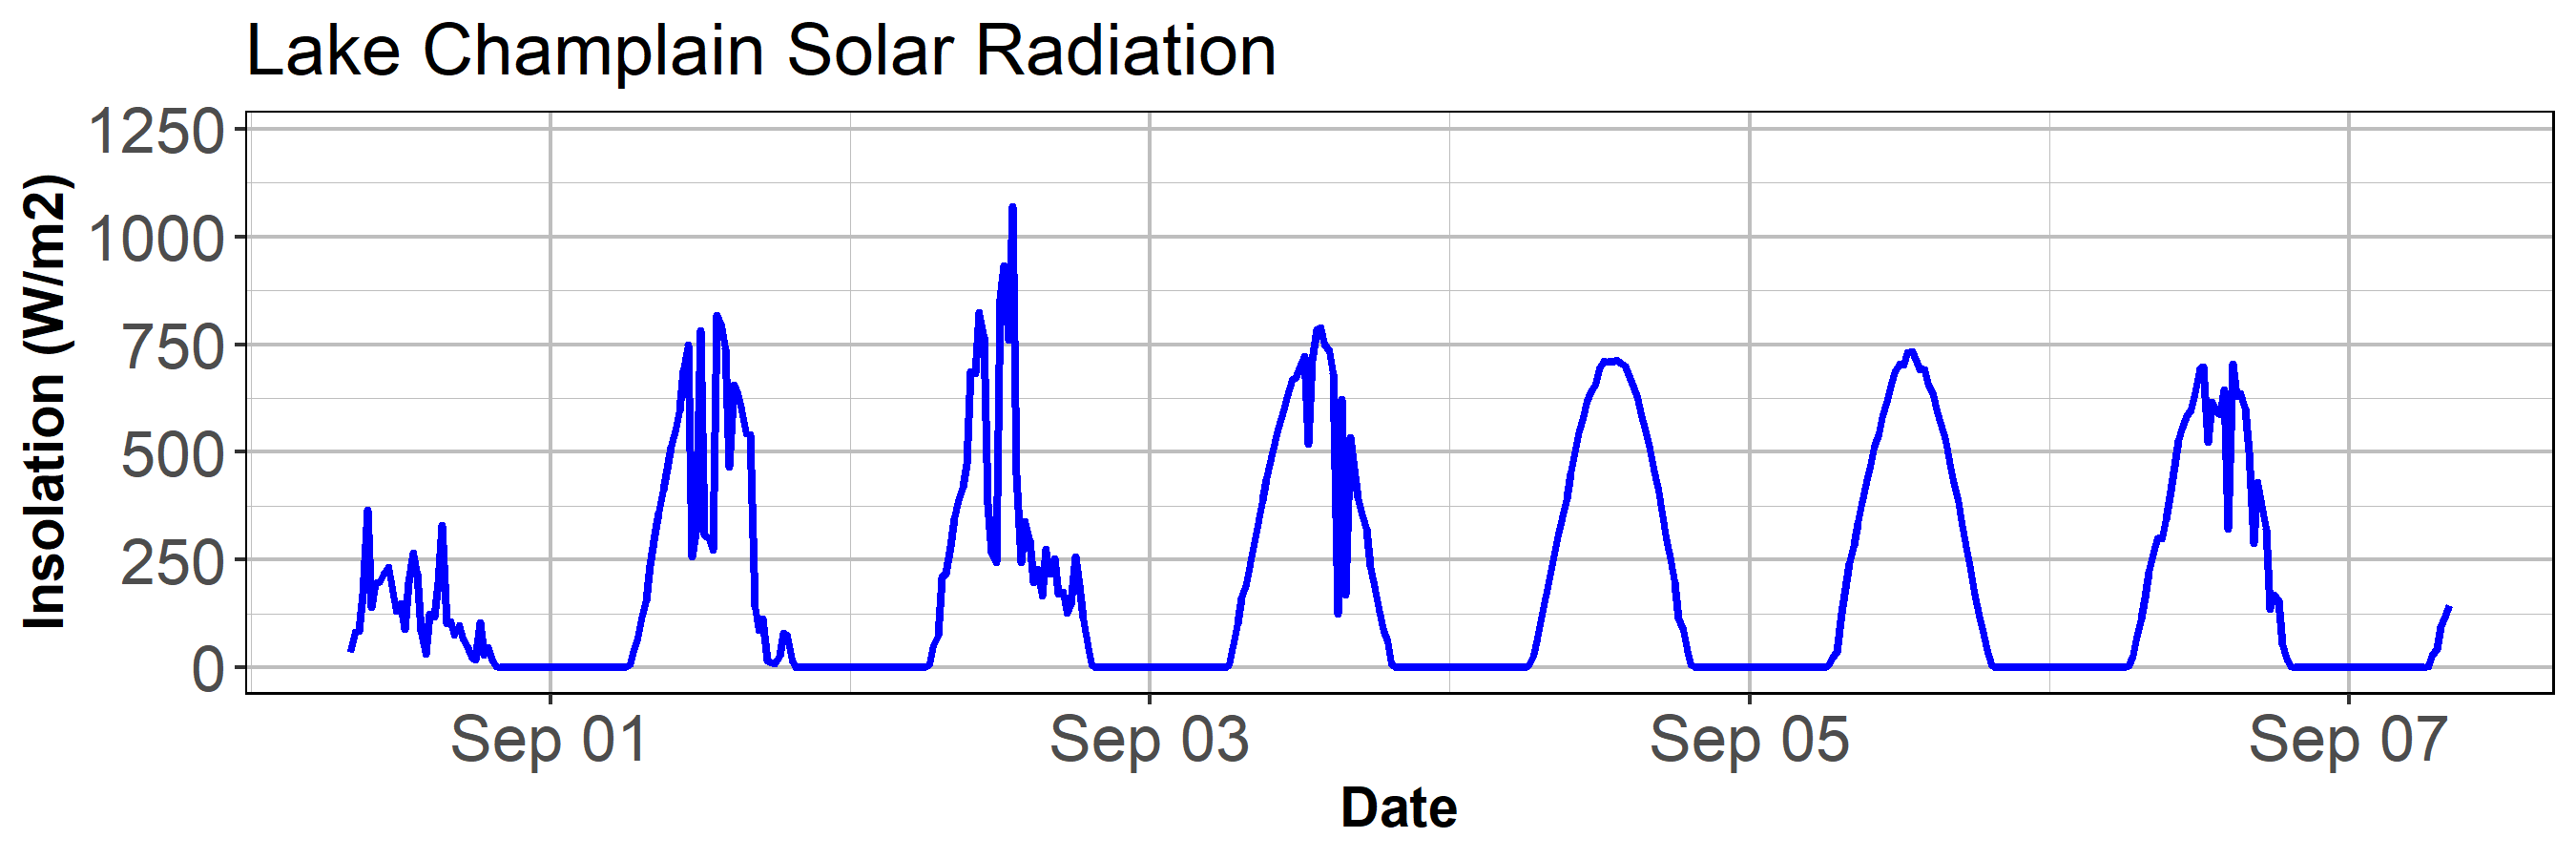 Lake Champlain Solar Radiation
1250
1000
750
500
250
0
Insolation (W/m2)
Sep 01 Sep 03 Sep 05 Sep 07
Date